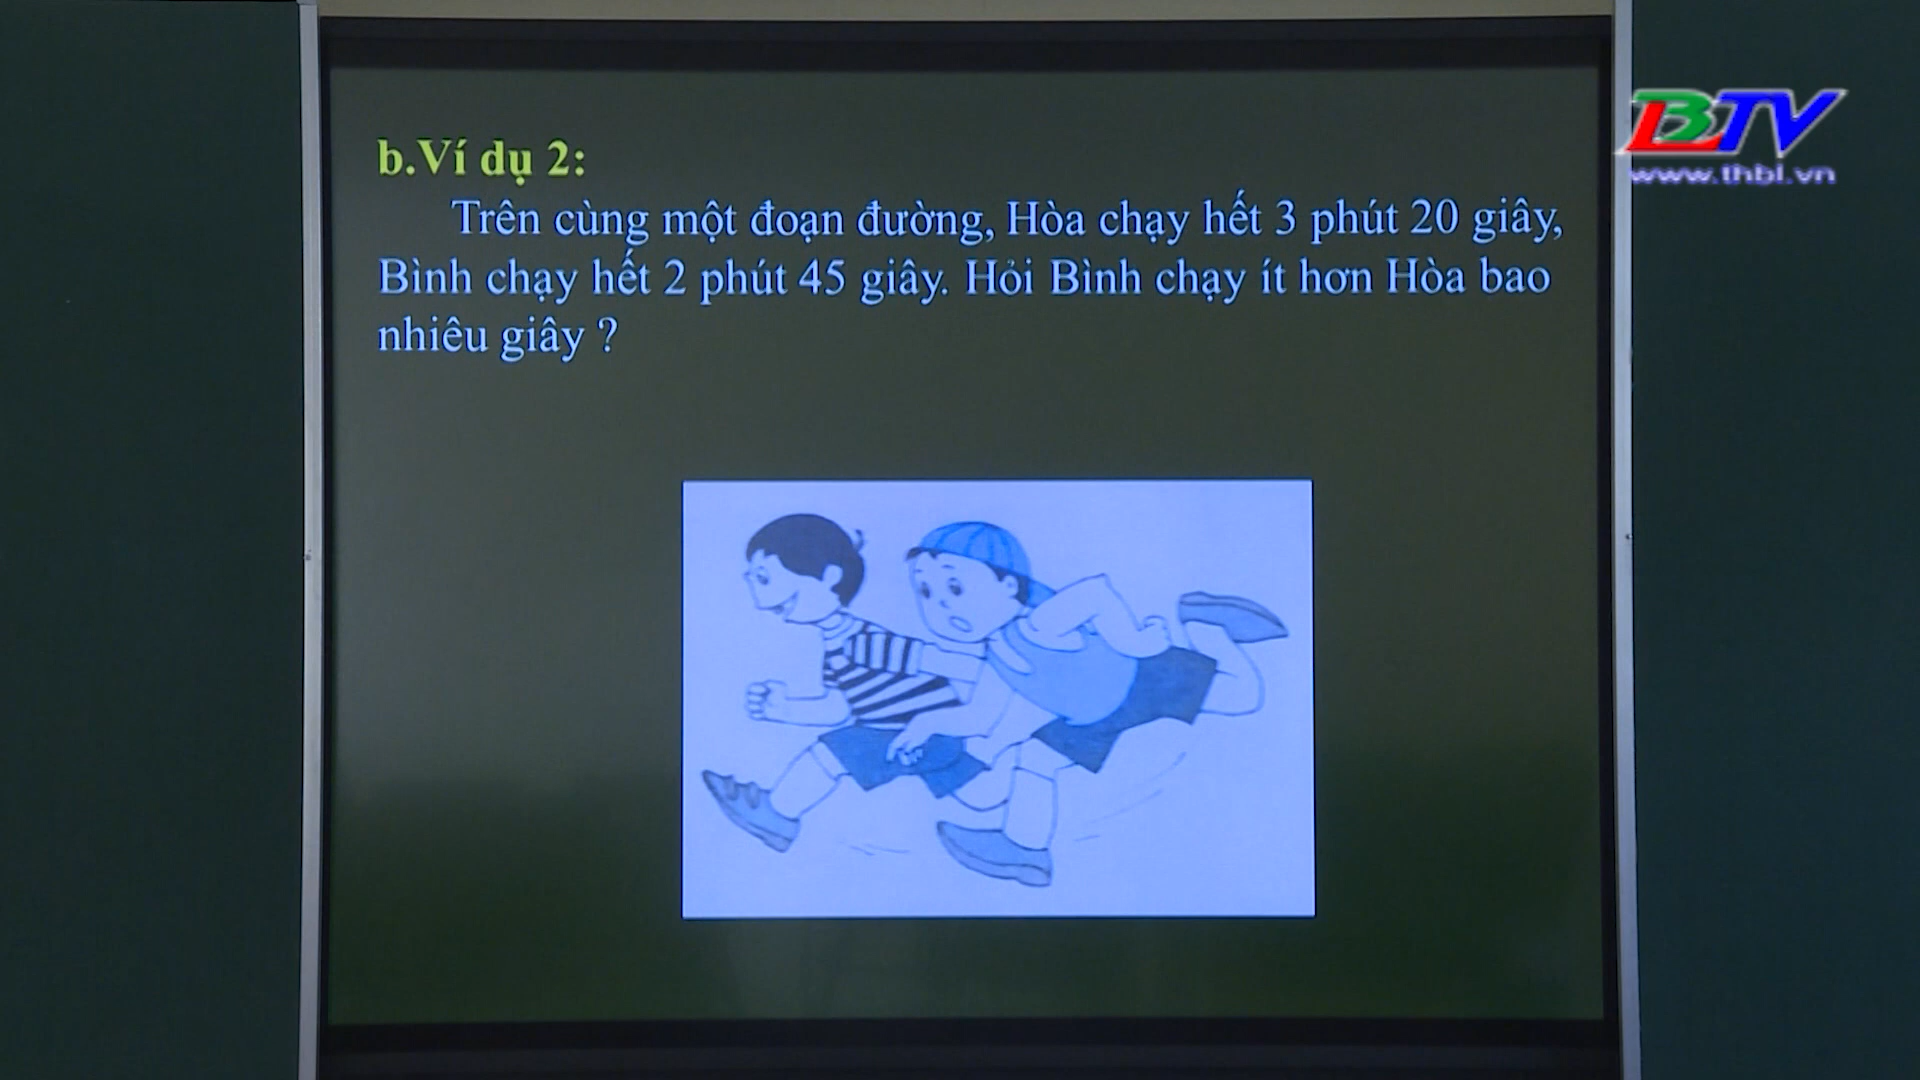 BTV
www.thbl.vn
b.Ví dụ 2:
Trên cùng một đoạn đường, Hòa chạy hết 3 phút 20 giây,
Bình chạy hết 2 phút 45 giây. Hỏi Bình chạy ít hơn Hòa bao
nhiêu giây ?